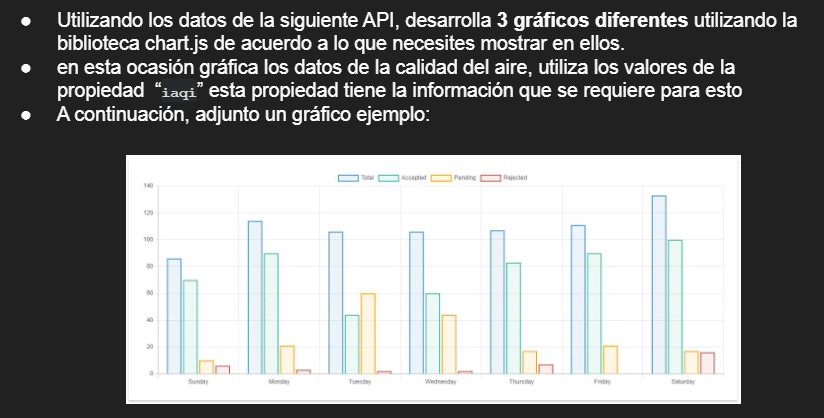 ● Utilizando los datos de la siguiente API, desarrolla 3 gráficos diferentes utilizando la
biblioteca chart.js de acuerdo a lo que necesites mostrar en ellos.
● en esta ocasión gráfica los datos de la calidad del aire, utiliza los valores de la
propiedad “iaqi” esta propiedad tiene la información que se requiere para esto
● A continuación, adjunto un gráfico ejemplo:
Total Accepted Pending Rejected
140
120
100
80
60
40
20
0
Sunday Monday Tuesday Wednesday Thursday Friday Saturday